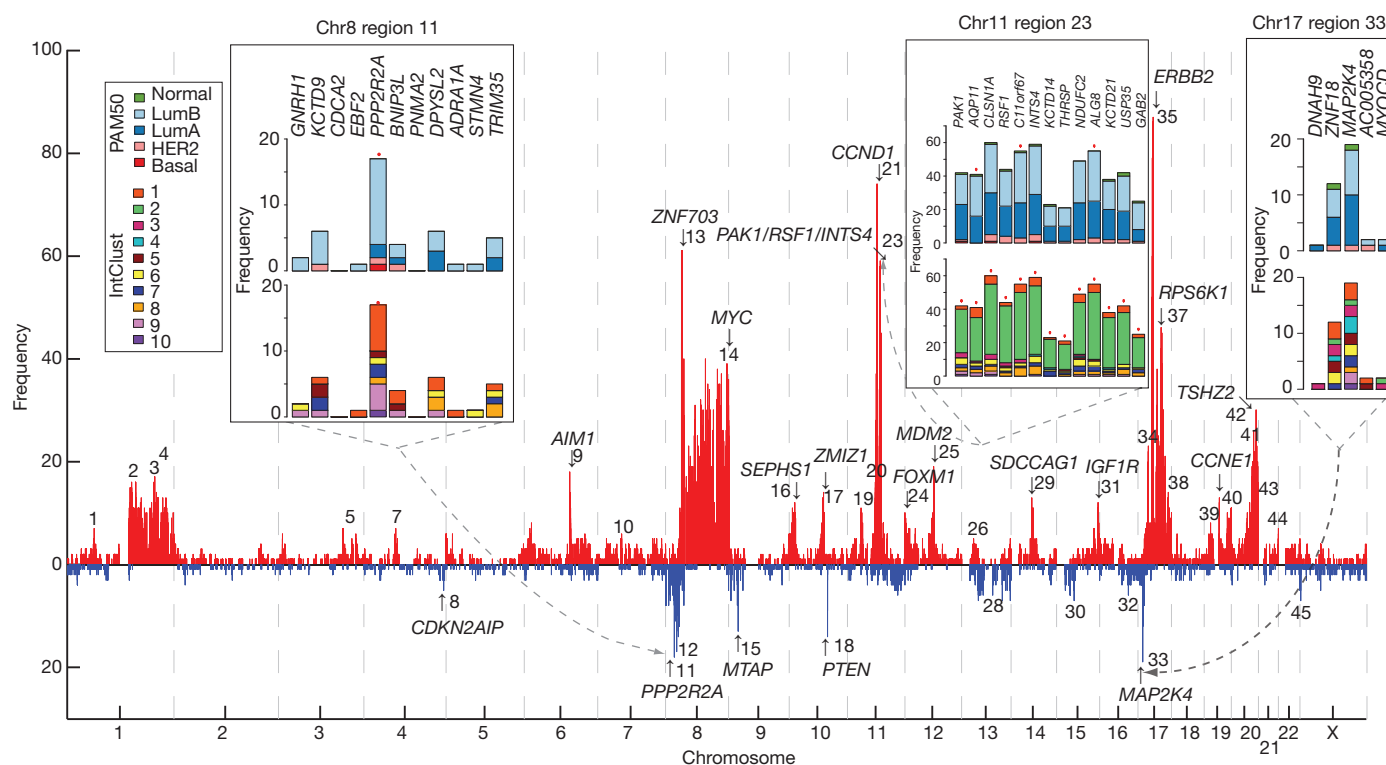 Chr8 region 11
Chr11 region 23
Chr17 region 33
100
80
60
40
20
0
20
Frequency
PAM50
Normal
LumB
LumA
HER2
Basal
IntClust
1
2
3
4
5
6
7
8
9
10
GNRH1
KCTD9
CDCA2
EBF2
PPP2R2A
BNIP3L
PNMA2
DPYSL2
ADRA1A
STMN4
TRIM35
Frequency
20
10
0
20
10
0
PAK1
AQP11
CLSN1A
RSF1
C11orf67
INTS4
KCTD14
THRSP
NDUFC2
ALG8
KCTD21
USP35
GAB2
Frequency
60
40
20
0
60
40
20
0
DNAH9
ZNF18
MAP2K4
AC005358
MYOCD
Frequency
20
10
0
20
10
0
1
2
3
4
5
7
CDKN2AIP
8
AIM1
9
10
PPP2R2A
11
12
ZNF703
13
MYC
14
MTAP
15
SEPHS1
16
ZMIZ1
17
PTEN
18
19
20
CCND1
21
PAK1/RSF1/INTS4
23
FOXM1
24
MDM2
25
26
28
SDCCAG1
29
30
IGF1R
31
32
MAP2K4
33
34
ERBB2
35
RPS6K1
37
38
39
CCNE1
40
41
TSHZ2
42
43
44
45
1
2
3
4
5
6
7
8
9
10
11
12
13
14
15
16
17
18
19
20
21
22
X
Chromosome